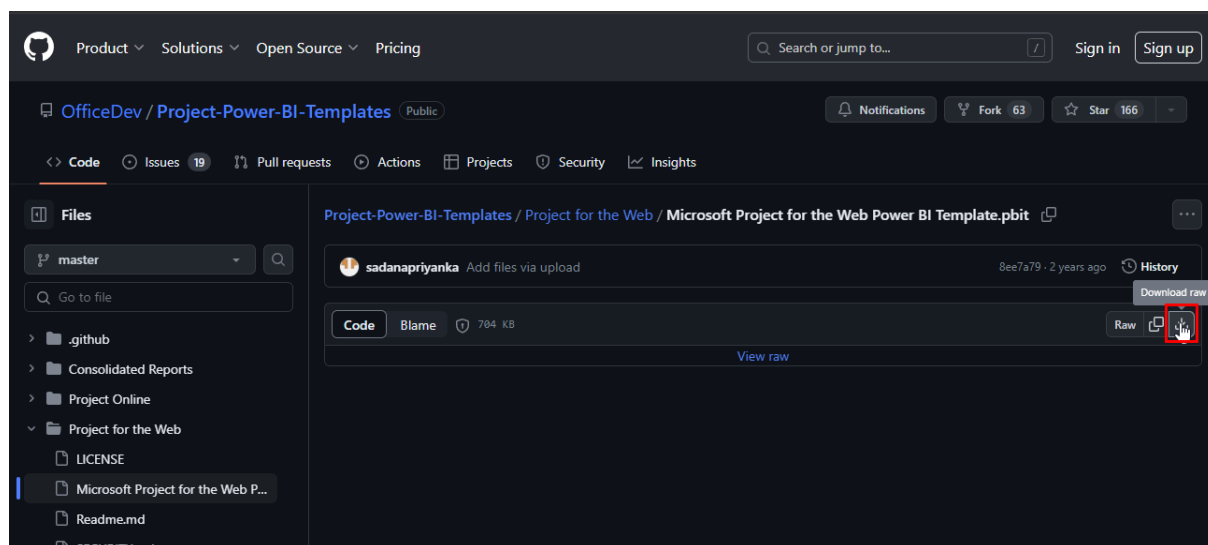 Product Solutions Open Source Pricing Search or jump to... / Sign in Sign up
OfficeDev / Project-Power-BI-Templates Public Notifications Fork 63 Star 166
Code Issues 19 Pull requests Actions Projects Security Insights
Files
master
Go to file
.github
Consolidated Reports
Project Online
Project for the Web
LICENSE
Microsoft Project for the Web P...
Readme.md
Project-Power-BI-Templates / Project for the Web / Microsoft Project for the Web Power BI Template.pbit
sadanapriyanka Add files via upload 8ee7a79 · 2 years ago History
Download raw
Code Blame 704 KB Raw
View raw